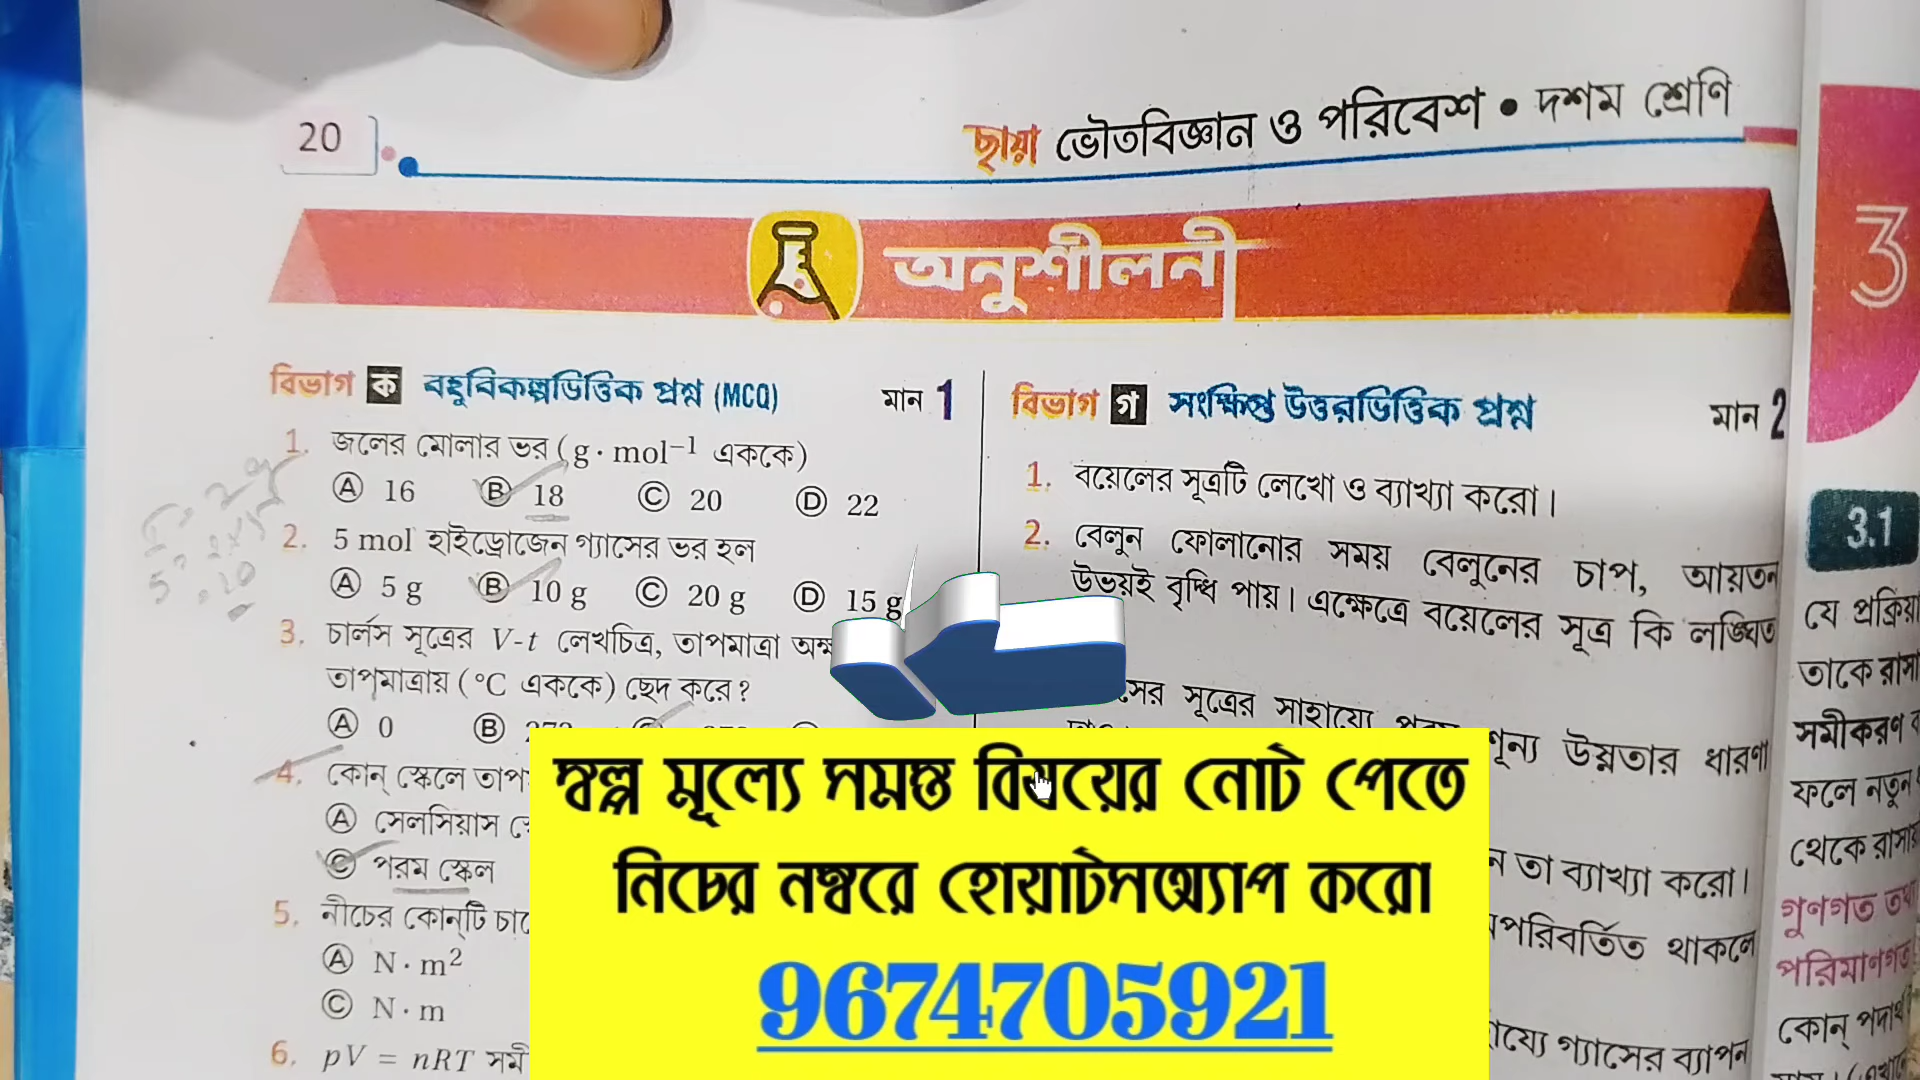 20
ছায়া ভৌতবিজ্ঞান ও পরিবেশ • দশম শ্রেণি
অনুশীলনী
বিভাগ ক বহুবিকল্পভিত্তিক প্রশ্ন (MCQ) মান 1
1. জলের মোলার ভর (g · mol⁻¹ এককে)
Ⓐ 16 Ⓑ 18 Ⓒ 20 Ⓓ 22
2. 5 mol হাইড্রোজেন গ্যাসের ভর হল
Ⓐ 5 g Ⓑ 10 g Ⓒ 20 g Ⓓ 15 g
3. চার্লস সূত্রের V-t লেখচিত্র, তাপমাত্রা
তাপমাত্রায় (°C এককে) ছেদ করে?
Ⓐ 0 Ⓑ
4. কোন্ স্কেলে
Ⓐ সেলসিয়াস
Ⓒ পরম স্কেল
5. নীচের কোন্‌টি
Ⓐ N · m²
Ⓒ N · m
6. pV = nRT
বিভাগ গ সংক্ষিপ্ত উত্তরভিত্তিক প্রশ্ন মান 2
1. বয়েলের সূত্রটি লেখো ও ব্যাখ্যা করো।
2. বেলুন ফোলানোর সময় বেলুনের চাপ, আয়তন
উভয়ই বৃদ্ধি পায়। এক্ষেত্রে বয়েলের সূত্র কি লঙ্ঘিত
সূত্রের সাহায্যে
শূন্য উষ্ণতার ধারণা
তা ব্যাখ্যা করো।
অপরিবর্তিত থাকলে
গ্যাসের ব্যাপন
স্বল্প মূল্যে সমস্ত বিষয়ের নোট পেতে
নিচের নম্বরে হোয়াটসঅ্যাপ করো
9674705921
3
3.1
যে প্রক্রিয়া
তাকে
সমীকরণ
ফলে নতুন
থেকে
গুণগত
পরিমাণগত
কোন্